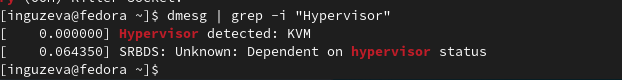 [inguzeva@fedora ~]$ dmesg | grep -i "Hypervisor"
[    0.000000] Hypervisor detected: KVM
[    0.064350] SRBDS: Unknown: Dependent on hypervisor status
[inguzeva@fedora ~]$